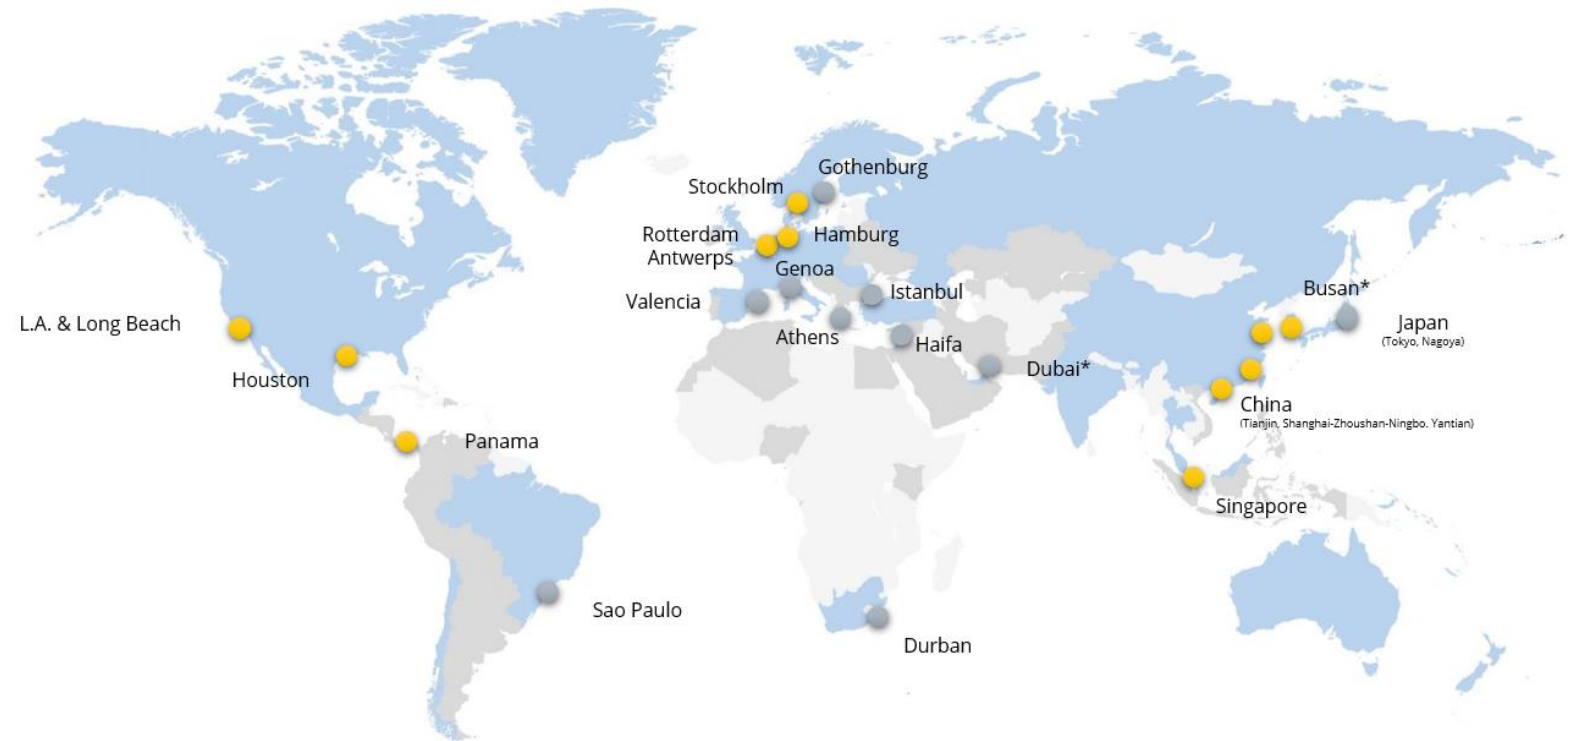 Gothenburg
Stockholm
Rotterdam
Antwerps
Hamburg
Genoa
Valencia
Istanbul
Busan*
L.A. & Long Beach
Athens
Haifa
Japan
(Tokyo, Nagoya)
Houston
Dubai*
China
(Tianjin, Shanghai-Zhoushan-Ningbo. Yantian)
Panama
Singapore
Sao Paulo
Durban